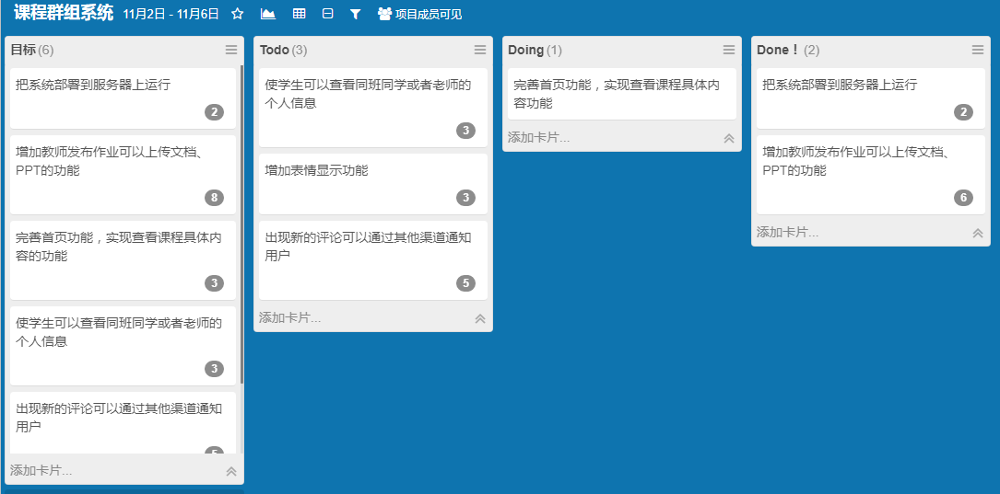 课程群组系统 11月2日 - 11月6日 项目成员可见
目标 (6)
把系统部署到服务器上运行
2
增加教师发布作业可以上传文档、
PPT的功能
8
完善首页功能，实现查看课程具体内
容的功能
3
使学生可以查看同班同学或者老师的
个人信息
3
出现新的评论可以通过其他渠道通知
用户
5
添加卡片...
Todo (3)
使学生可以查看同班同学或者老师的
个人信息
3
增加表情显示功能
3
出现新的评论可以通过其他渠道通知
用户
5
添加卡片...
Doing (1)
完善首页功能，实现查看课程具体内
容功能
添加卡片...
Done！ (2)
把系统部署到服务器上运行
2
增加教师发布作业可以上传文档、
PPT的功能
6
添加卡片...